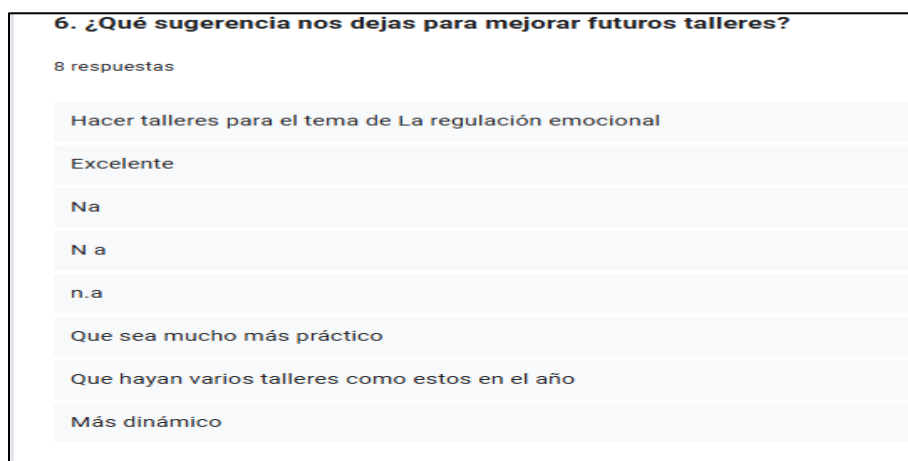 6. ¿Qué sugerencia nos dejas para mejorar futuros talleres?
8 respuestas
Hacer talleres para el tema de La regulación emocional
Excelente
Na
N a
n.a
Que sea mucho más práctico
Que hayan varios talleres como estos en el año
Más dinámico